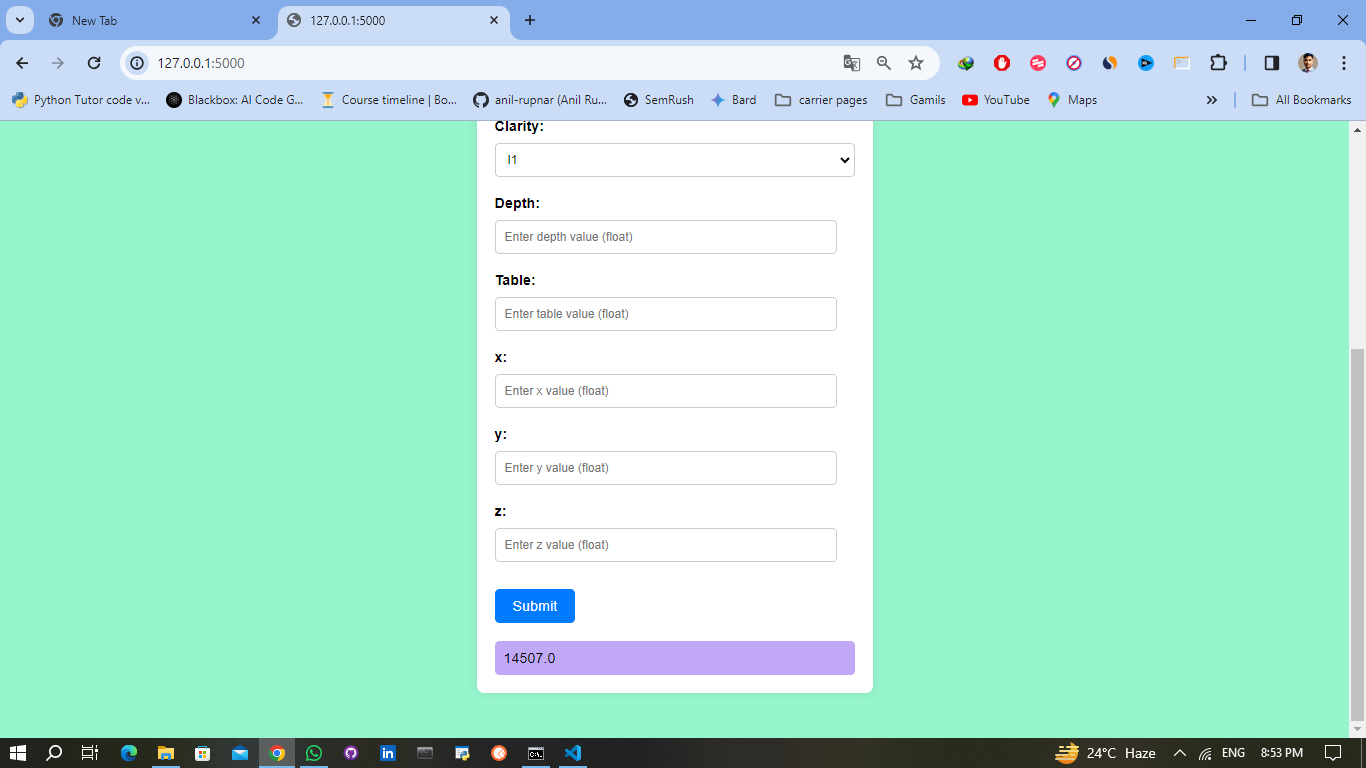 New Tab
127.0.0.1:5000
127.0.0.1:5000
Python Tutor code v...
Blackbox: AI Code G...
Course timeline | Bo...
anil-rupnar (Anil Ru...
SemRush
Bard
carrier pages
Gamils
YouTube
Maps
All Bookmarks
Clarity:
I1
Depth:
Enter depth value (float)
Table:
Enter table value (float)
x:
Enter x value (float)
y:
Enter y value (float)
z:
Enter z value (float)
Submit
14507.0
24°C Haze
ENG
8:53 PM